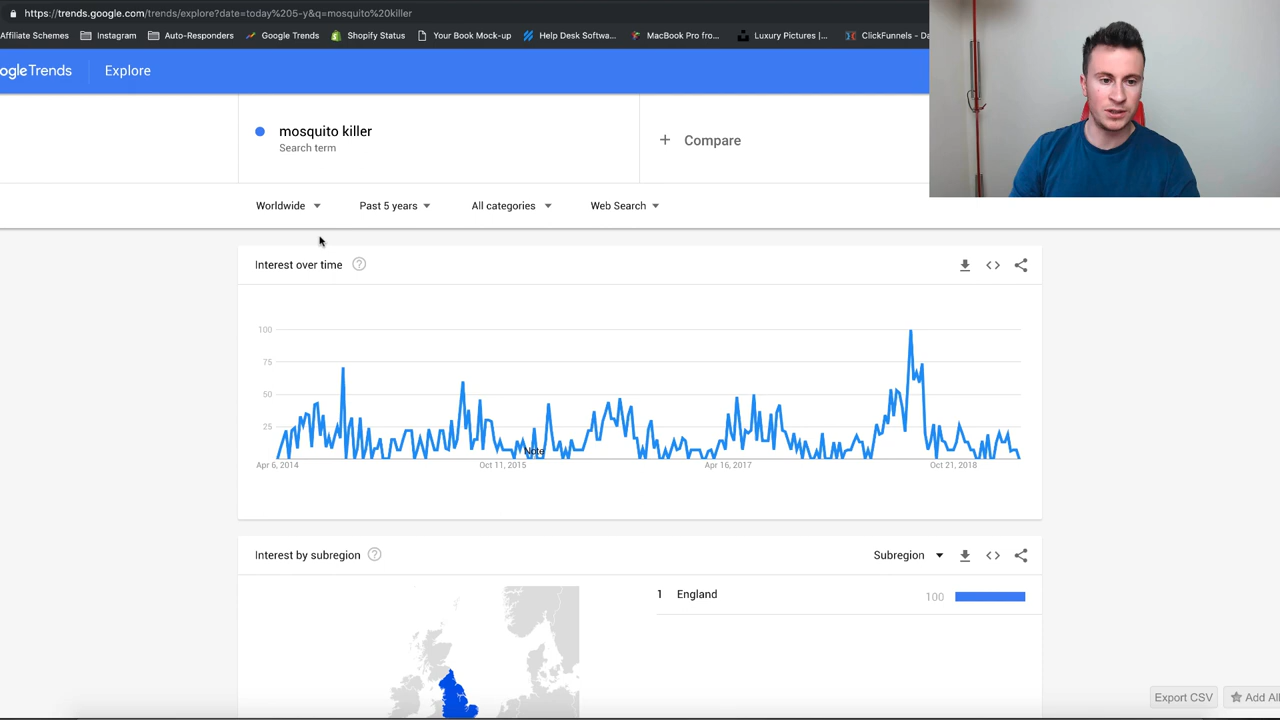 https://trends.google.com/trends/explore?date=today%205-y&q=mosquito%20killer
Affiliate Schemes Instagram Auto-Responders Google Trends Shopify Status Your Book Mock-up Help Desk Softwa... MacBook Pro fro... Luxury Pictures |... ClickFunnels - Da
ogle Trends Explore
mosquito killer
Search term
+ Compare
Worldwide Past 5 years All categories Web Search
Interest over time ?
100
75
50
25
Note
Apr 6, 2014 Oct 11, 2015 Apr 16, 2017 Oct 21, 2018
Interest by subregion ? Subregion
1 England 100
Export CSV Add All